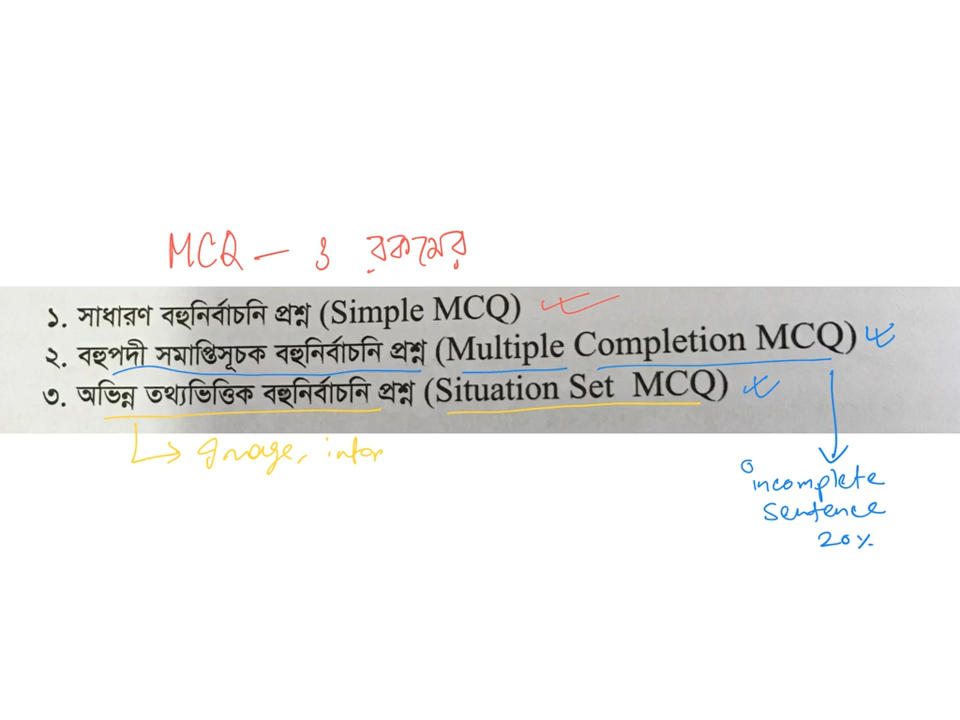 MCQ – ৩ রকমের
১. সাধারণ বহুনির্বাচনি প্রশ্ন (Simple MCQ)
২. বহুপদী সমাপ্তিসূচক বহুনির্বাচনি প্রশ্ন (Multiple Completion MCQ)
৩. অভিন্ন তথ্যভিত্তিক বহুনির্বাচনি প্রশ্ন (Situation Set MCQ)
image, infor
incomplete
sentence
20%